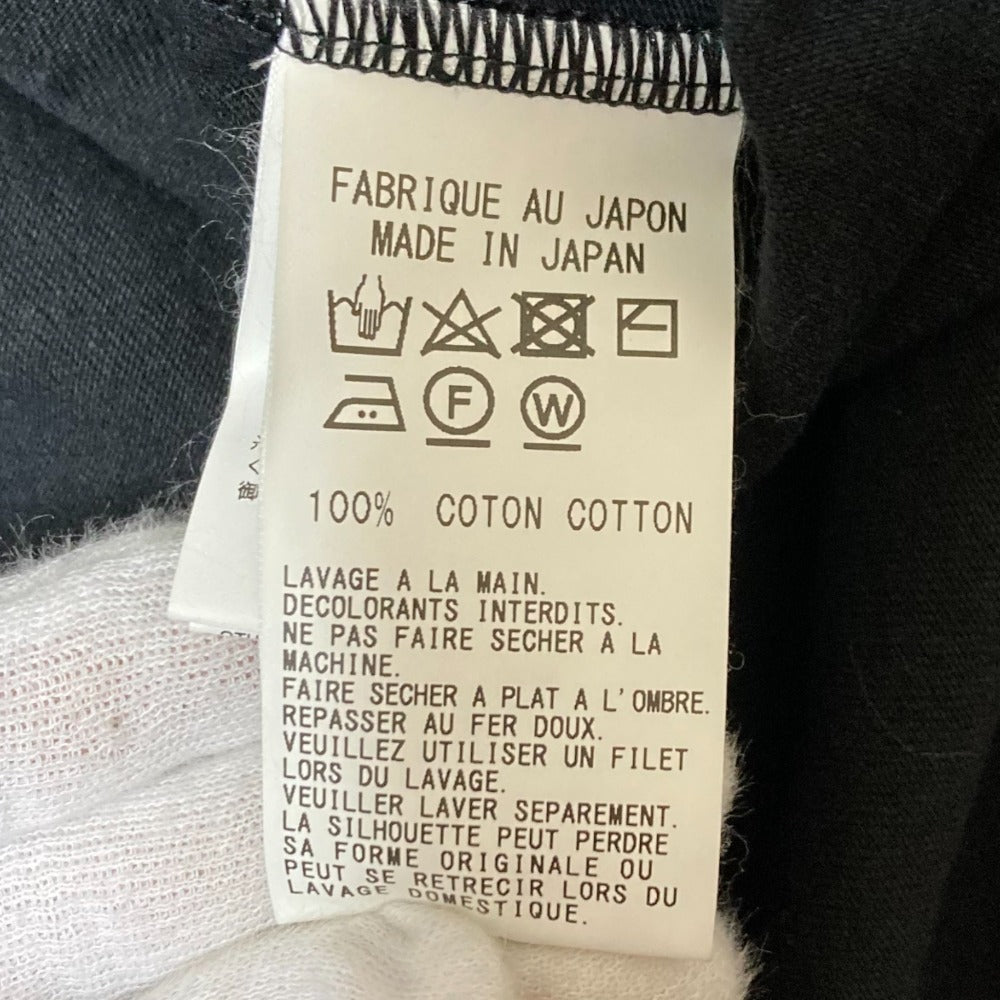 FABRIQUE AU JAPON
MADE IN JAPAN
F
W
100% COTON COTTON
LAVAGE A LA MAIN.
DECOLORANTS INTERDITS.
NE PAS FAIRE SECHER A LA
MACHINE.
FAIRE SECHER A PLAT A L'OMBRE.
REPASSER AU FER DOUX.
VEUILLEZ UTILISER UN FILET
LORS DU LAVAGE.
VEUILLER LAVER SEPAREMENT.
LA SILHOUETTE PEUT PERDRE
SA FORME ORIGINALE OU
PEUT SE RETRECIR LORS DU
LAVAGE DOMESTIQUE.